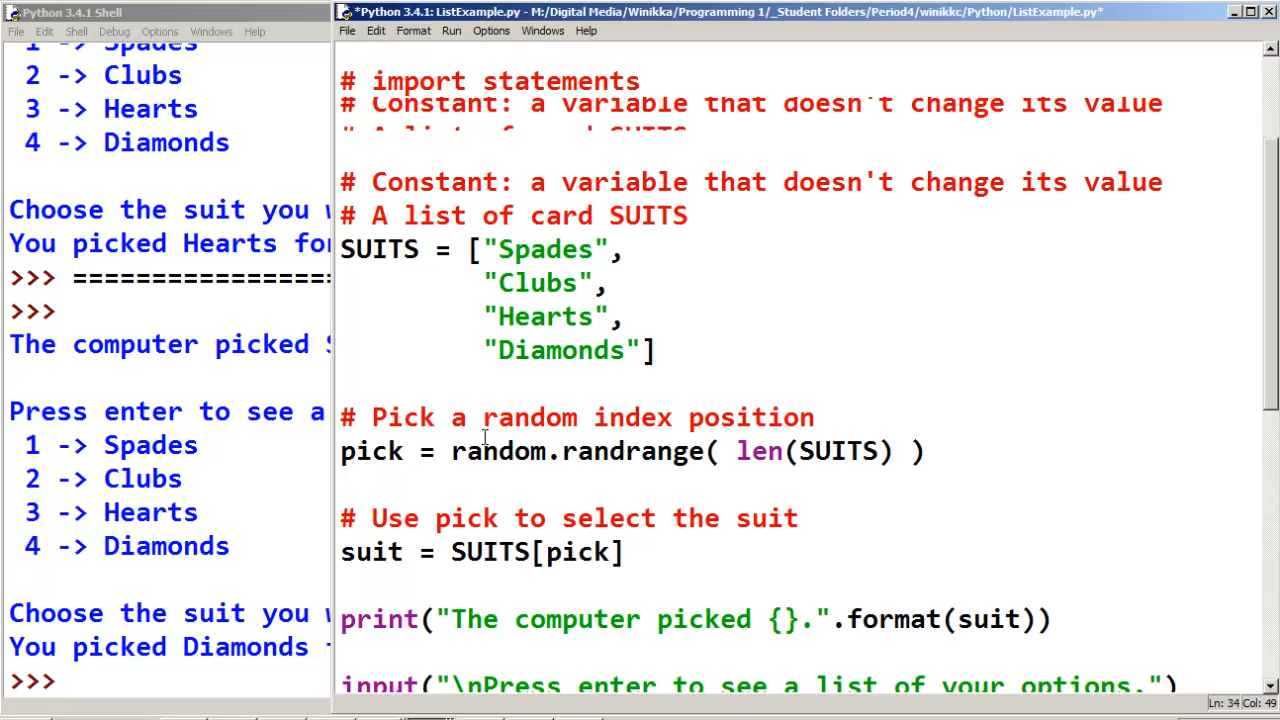 Python 3.4.1 Shell
File Edit Shell Debug Options Windows Help
1 -> Spades
2 -> Clubs
3 -> Hearts
4 -> Diamonds
Choose the suit you
You picked Hearts for
>>> =================
>>>
The computer picked
Press enter to see a
1 -> Spades
2 -> Clubs
3 -> Hearts
4 -> Diamonds
Choose the suit you
You picked Diamonds
>>>
*Python 3.4.1: ListExample.py - M:/Digital Media/Winikka/Programming 1/_Student Folders/Period4/winikkc/Python/ListExample.py*
File Edit Format Run Options Windows Help
# import statements
# Constant: a variable that doesn't change its value
# A list of card SUITS
# Constant: a variable that doesn't change its value
# A list of card SUITS
SUITS = ["Spades",
"Clubs",
"Hearts",
"Diamonds"]
# Pick a random index position
pick = random.randrange( len(SUITS) )
# Use pick to select the suit
suit = SUITS[pick]
print("The computer picked {}.".format(suit))
input("\nPress enter to see a list of your options.")
Ln: 34 Col: 49